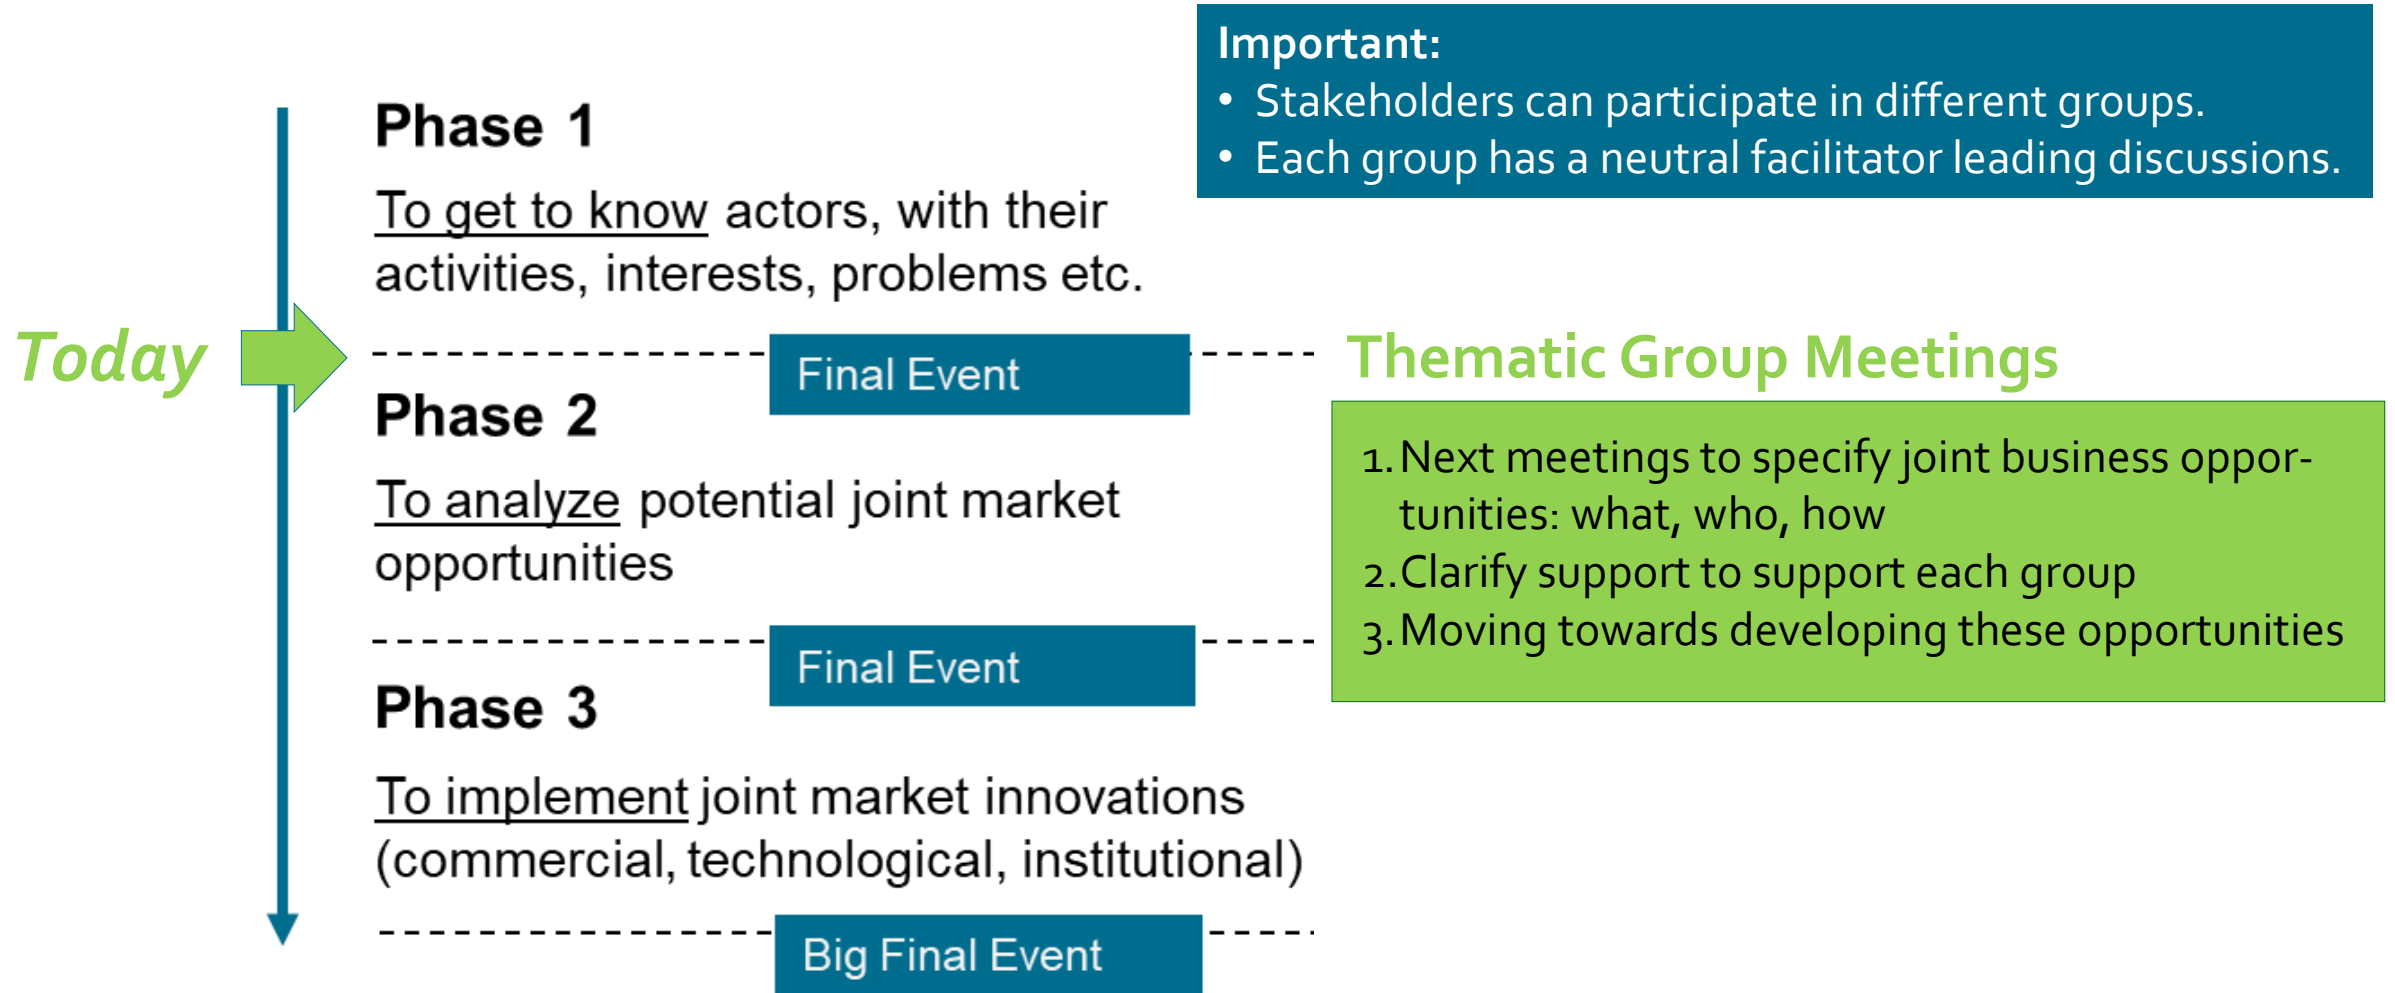 Important:
• Stakeholders can participate in different groups.
• Each group has a neutral facilitator leading discussions.
Phase 1
To get to know actors, with their
activities, interests, problems etc.
Today
Final Event
Thematic Group Meetings
Phase 2
To analyze potential joint market
opportunities
1.Next meetings to specify joint business oppor-
tunities: what, who, how
2.Clarify support to support each group
3.Moving towards developing these opportunities
Final Event
Phase 3
To implement joint market innovations
(commercial, technological, institutional)
Big Final Event